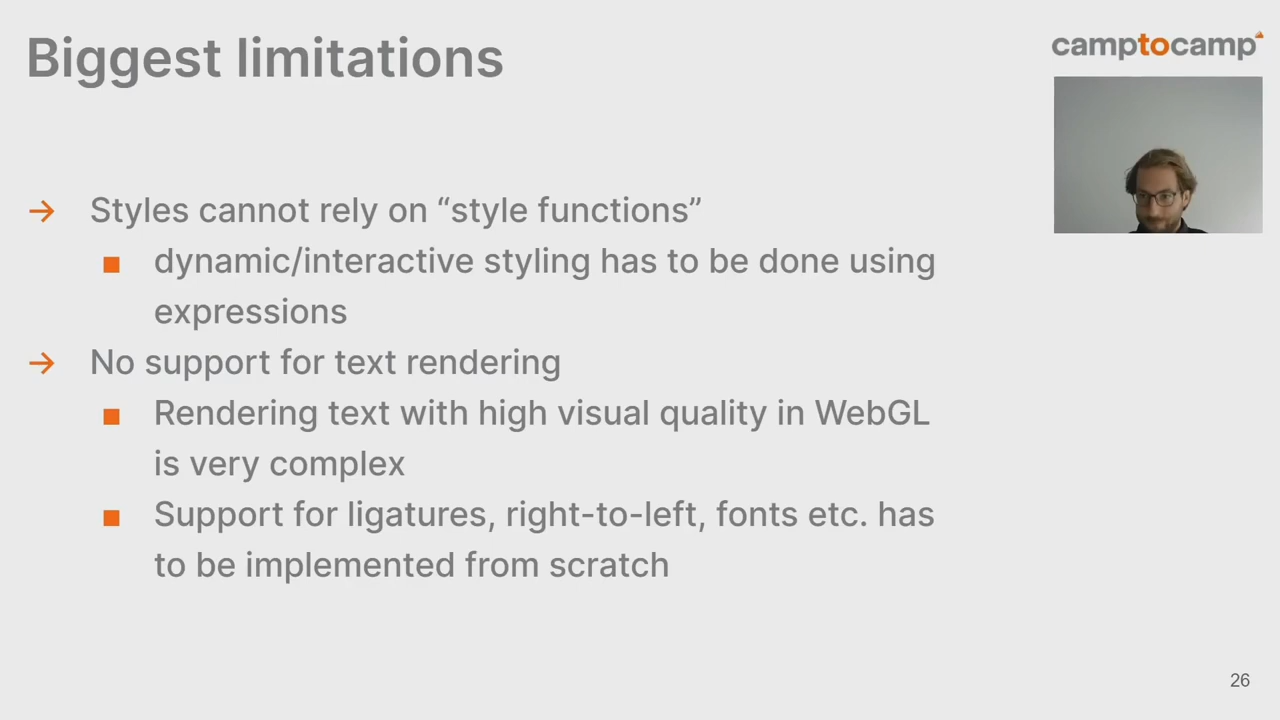 Biggest limitations
camptocamp
→ Styles cannot rely on “style functions”
■ dynamic/interactive styling has to be done using
expressions
→ No support for text rendering
■ Rendering text with high visual quality in WebGL
is very complex
■ Support for ligatures, right-to-left, fonts etc. has
to be implemented from scratch
26